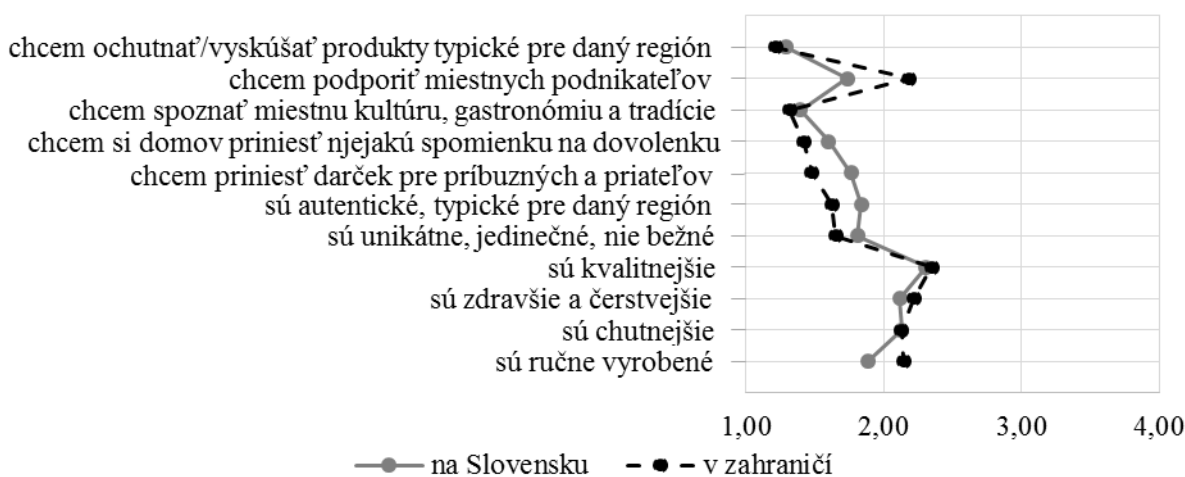 chcem ochutnať/vyskúšať produkty typické pre daný región
chcem podporiť miestnych podnikateľov
chcem spoznať miestnu kultúru, gastronómiu a tradície
chcem si domov priniesť njejakú spomienku na dovolenku
chcem priniesť darček pre príbuzných a priateľov
sú autentické, typické pre daný región
sú unikátne, jedinečné, nie bežné
sú kvalitnejšie
sú zdravšie a čerstvejšie
sú chutnejšie
sú ručne vyrobené
1,00 2,00 3,00 4,00
na Slovensku v zahraničí